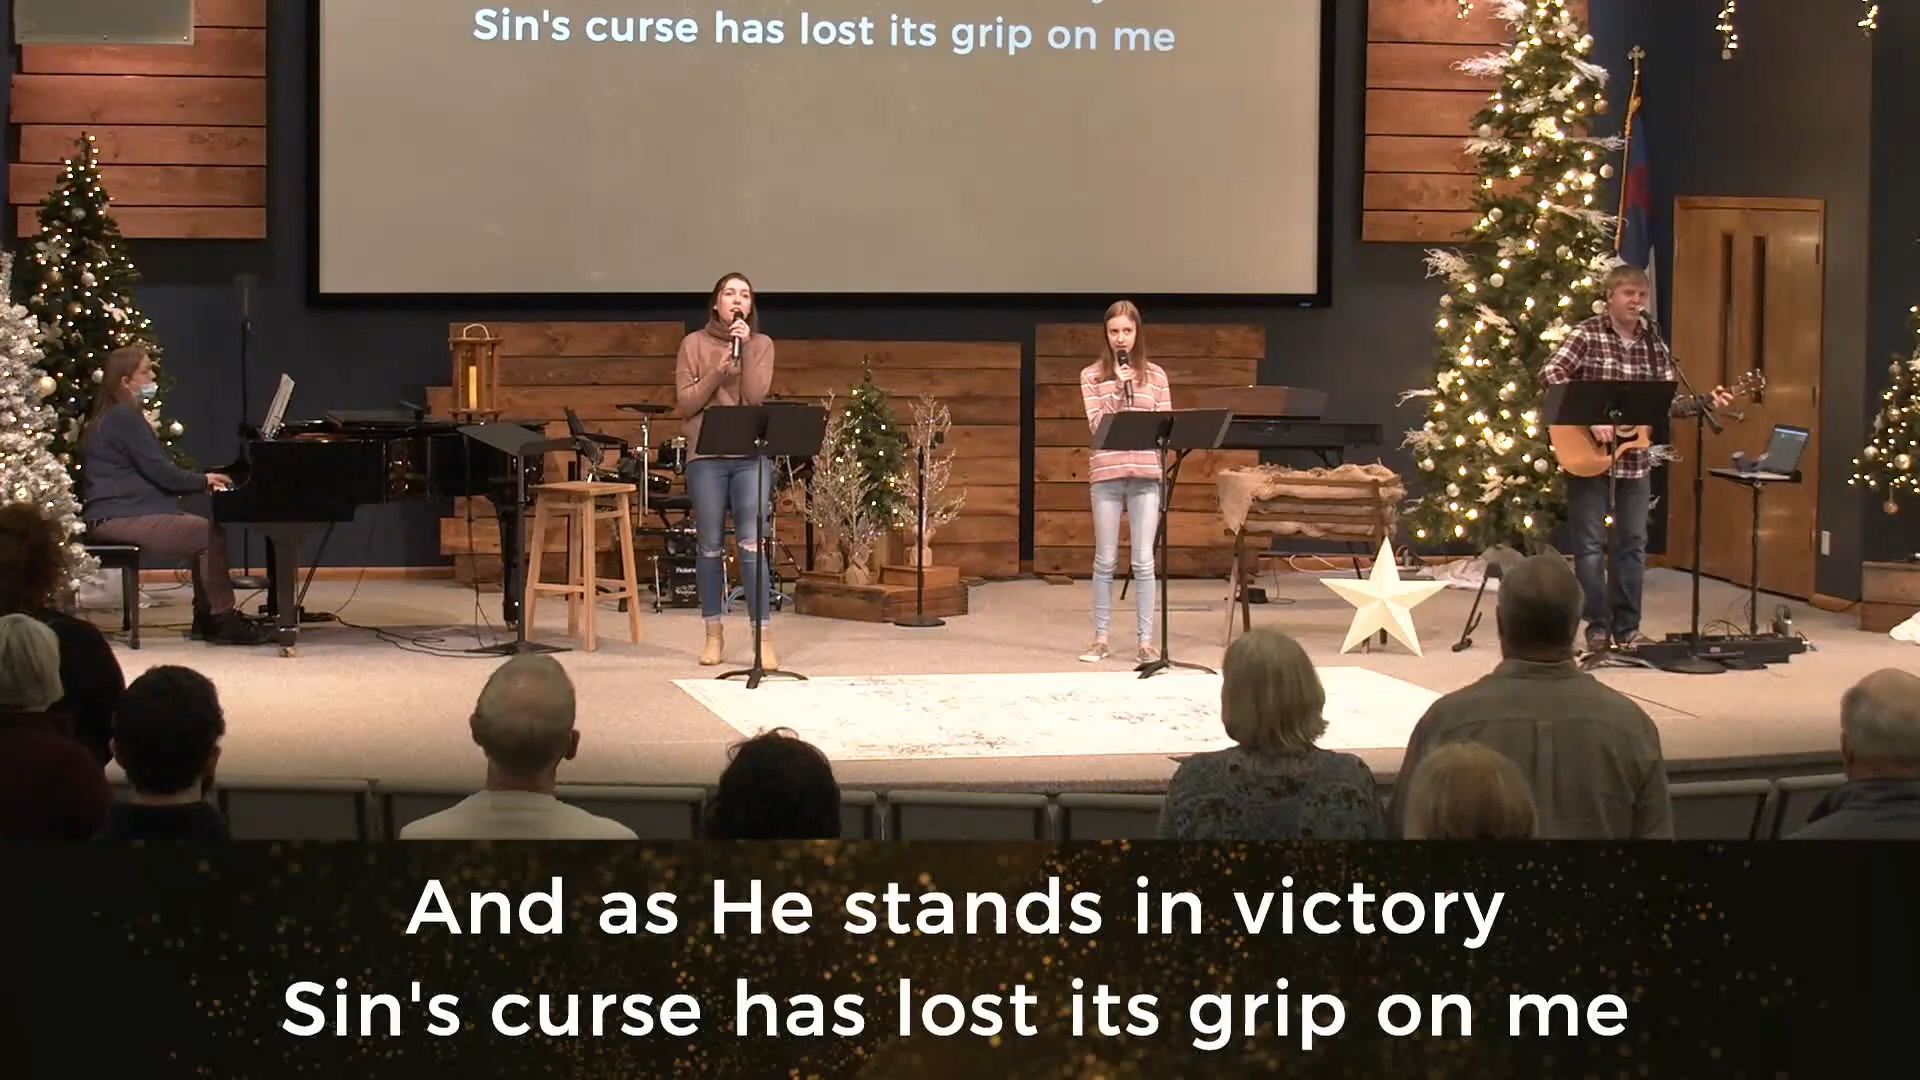 Sin's curse has lost its grip on me
And as He stands in victory
Sin's curse has lost its grip on me